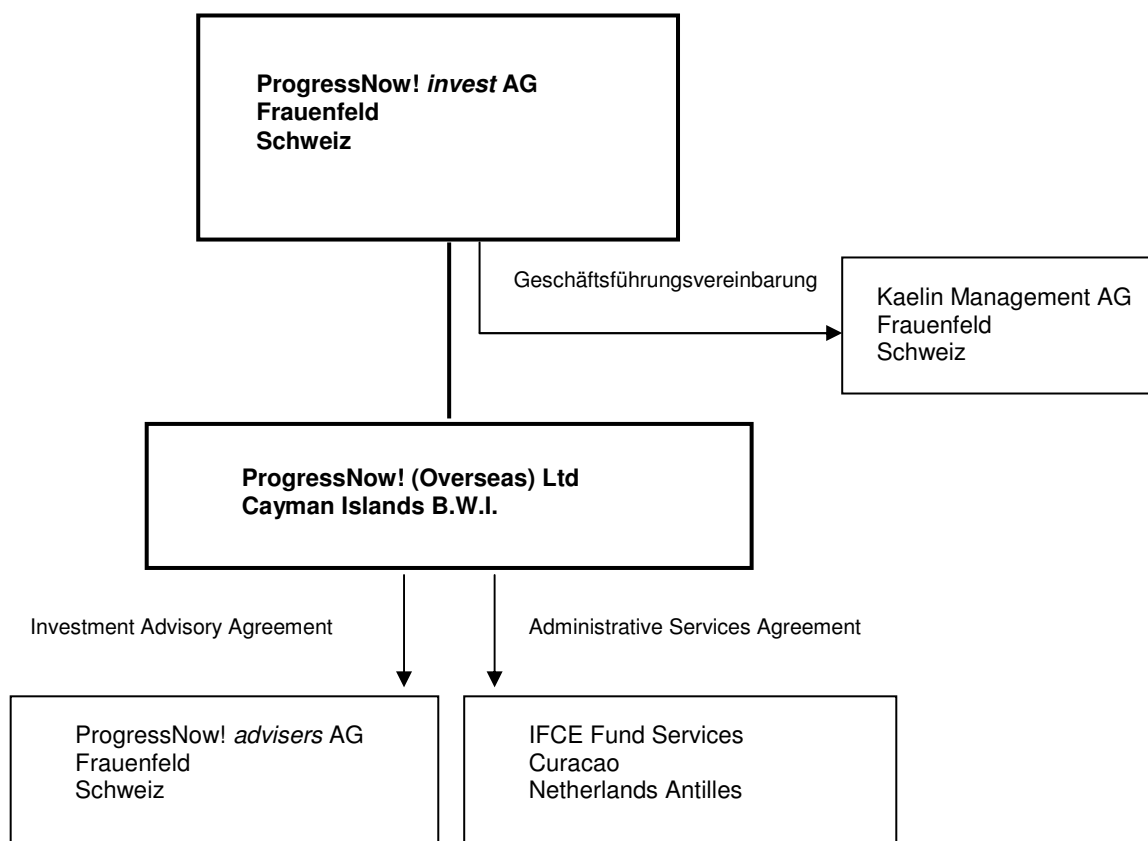 ProgressNow! invest AG
Frauenfeld
Schweiz
Geschäftsführungsvereinbarung
Kaelin Management AG
Frauenfeld
Schweiz
ProgressNow! (Overseas) Ltd
Cayman Islands B.W.I.
Investment Advisory Agreement
Administrative Services Agreement
ProgressNow! advisers AG
Frauenfeld
Schweiz
IFCE Fund Services
Curacao
Netherlands Antilles